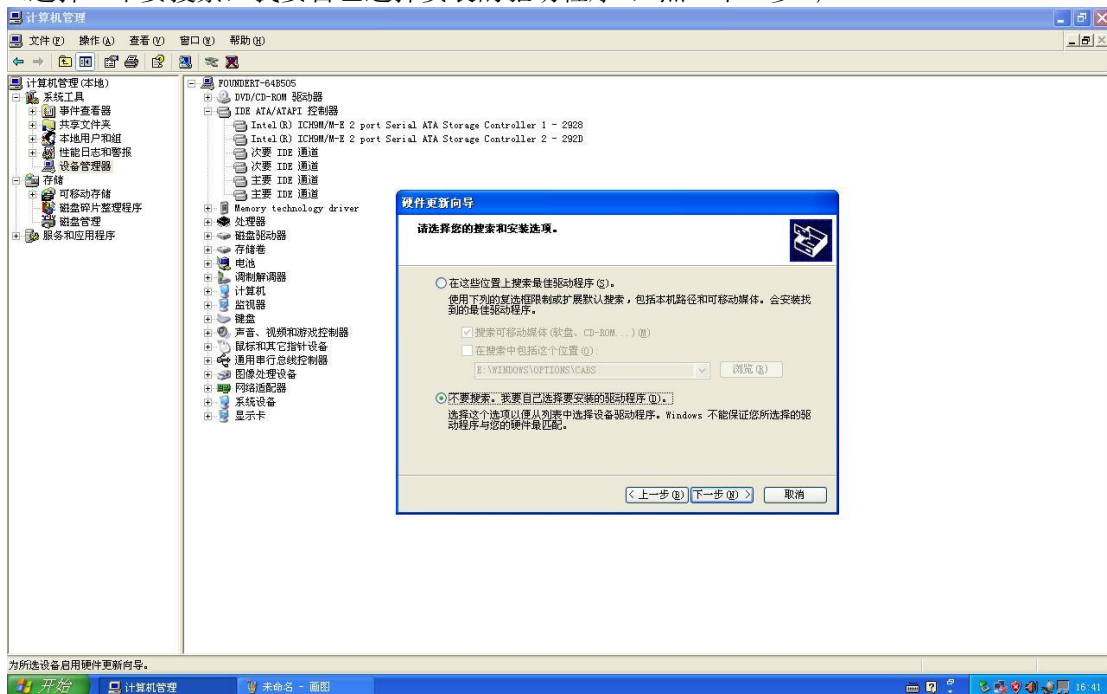 计算机管理
文件(F) 操作(A) 查看(V) 窗口(W) 帮助(H)
计算机管理(本地)
系统工具
事件查看器
共享文件夹
本地用户和组
性能日志和警报
设备管理器
存储
可移动存储
磁盘碎片整理程序
磁盘管理
服务和应用程序
FOUNDERT-64B505
DVD/CD-ROM 驱动器
IDE ATA/ATAPI 控制器
Intel(R) ICH9M/M-E 2 port Serial ATA Storage Controller 1 - 2928
Intel(R) ICH9M/M-E 2 port Serial ATA Storage Controller 2 - 292D
次要 IDE 通道
次要 IDE 通道
主要 IDE 通道
主要 IDE 通道
Memory technology driver
处理器
磁盘驱动器
存储卷
电池
调制解调器
计算机
监视器
键盘
声音、视频和游戏控制器
鼠标和其它指针设备
通用串行总线控制器
图像处理设备
网络适配器
系统设备
显示卡
硬件更新向导
请选择您的搜索和安装选项。
在这些位置上搜索最佳驱动程序(S)。
使用下列的复选框限制或扩展默认搜索，包括本机路径和可移动媒体。会安装找
到的最佳驱动程序。
搜索可移动媒体(软盘、CD-ROM...)(M)
在搜索中包括这个位置(O):
E:\WINDOWS\OPTIONS\CABS
浏览(R)
不要搜索。我要自己选择要安装的驱动程序(D)。
选择这个选项以便从列表中选择设备驱动程序。Windows 不能保证您所选择的驱
动程序与您的硬件最匹配。
< 上一步(B) 下一步(N) > 取消
为所选设备启用硬件更新向导。
开始 计算机管理 未命名 - 画图 16:41